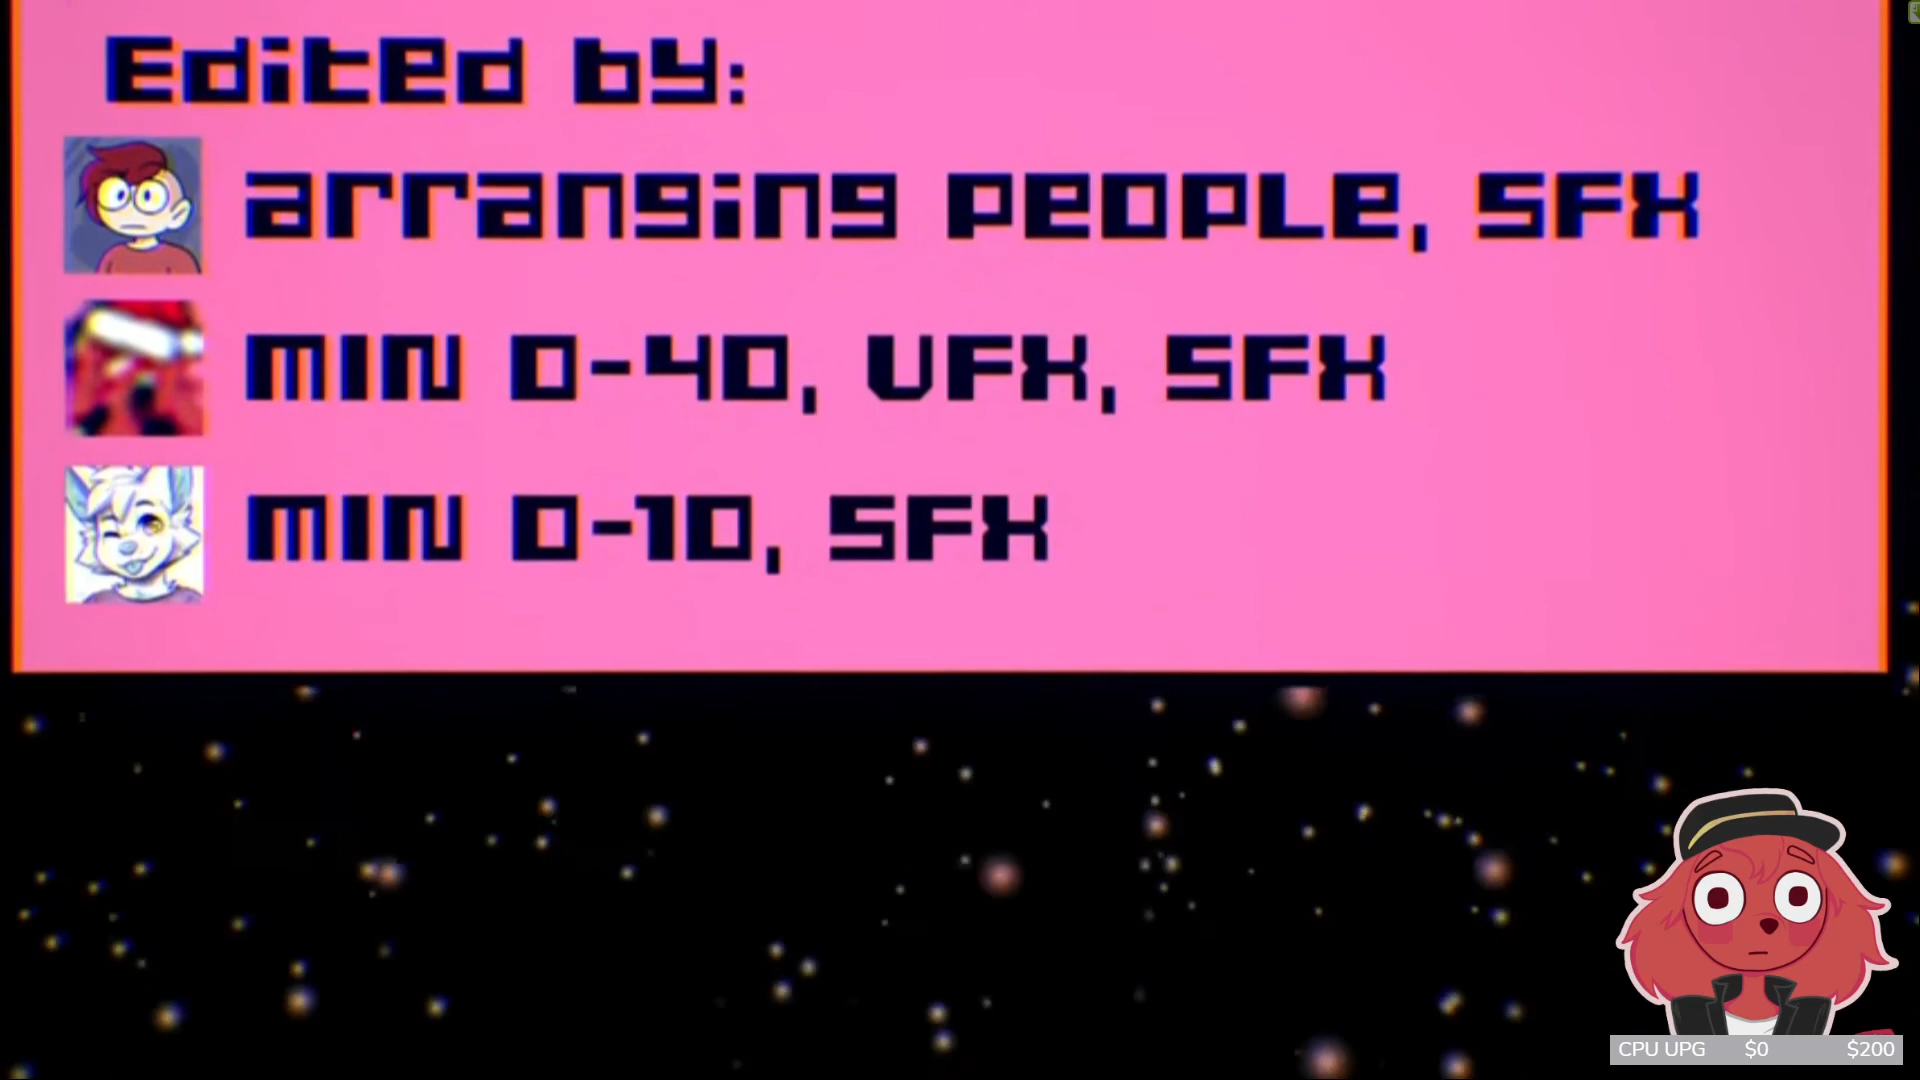 Edited by:
arranging people, SFX
MIN 0-40, VFX, SFX
MIN 0-10, SFX
CPU UPG $0 $200